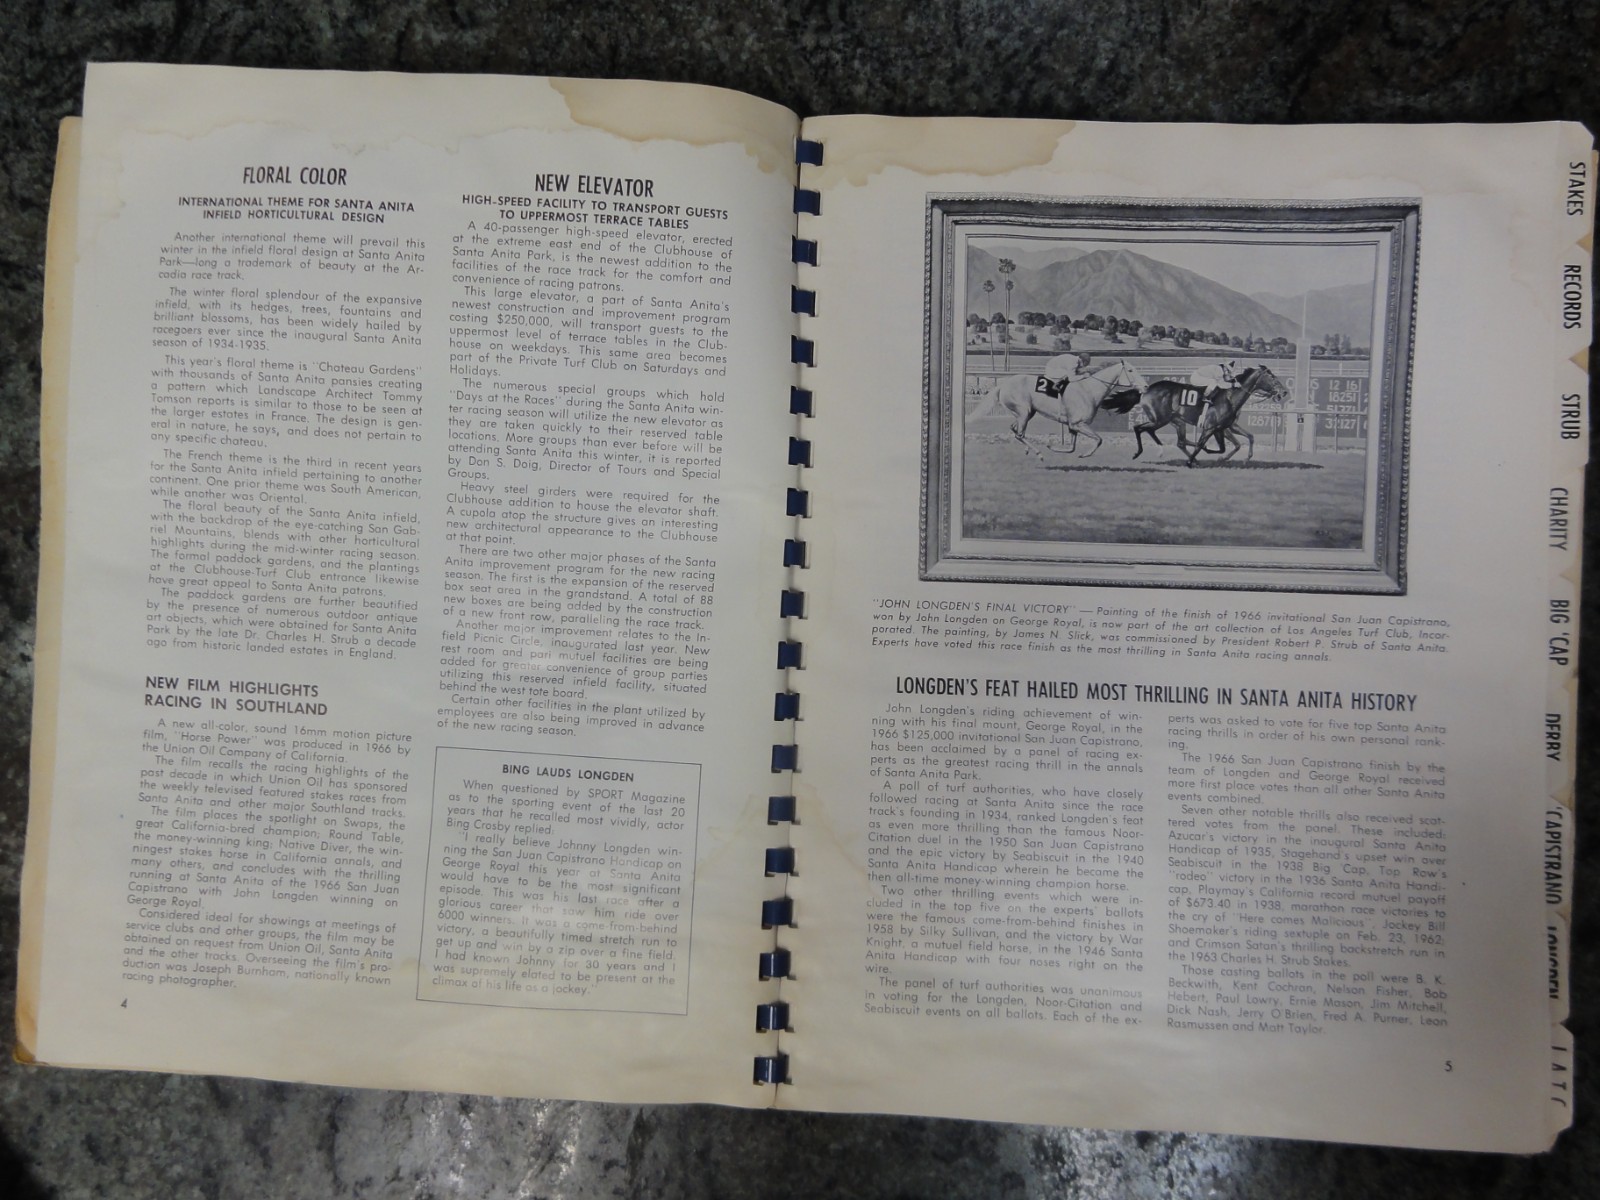 FLORAL COLOR
INTERNATIONAL THEME FOR SANTA ANITA
INFIELD HORTICULTURAL DESIGN
Another international theme will prevail this
winter in the infield floral design at Santa Anita
Park—long a trademark of beauty at the Ar-
cadia race track.
The winter floral splendour of the expansive
infield, with its hedges, trees, fountains and
brilliant blossoms, has been widely hailed by
racegoers ever since the inaugural Santa Anita
season of 1934-1935.
This year's floral theme is "Chateau Gardens"
with thousands of Santa Anita pansies creating
a pattern which Landscape Architect Tommy
Tomson reports is similar to those to be seen at
the larger estates in France. The design is gen-
eral in nature, he says, and does not pertain to
any specific chateau.
The French theme is the third in recent years
for the Santa Anita infield pertaining to another
continent. One prior theme was South American,
while another was Oriental.
The floral beauty of the Santa Anita infield,
with the backdrop of the eye-catching San Gab-
riel Mountains, blends with other horticultural
highlights during the mid-winter racing season.
The formal paddock gardens, and the plantings
at the Clubhouse-Turf Club entrance likewise
have great appeal to Santa Anita patrons.
The paddock gardens are further beautified
by the presence of numerous outdoor antique
art objects, which were obtained for Santa Anita
Park by the late Dr. Charles H. Strub a decade
ago from historic landed estates in England.
NEW FILM HIGHLIGHTS
RACING IN SOUTHLAND
A new all-color, sound 16mm motion picture
film, "Horse Power" was produced in 1966 by
the Union Oil Company of California.
The film recalls the racing highlights of the
past decade in which Union Oil has sponsored
the weekly televised featured stakes races from
Santa Anita and other major Southland tracks.
The film places the spotlight on Swaps, the
great California-bred champion; Round Table,
the money-winning king; Native Diver, the win-
ningest stakes horse in California annals, and
many others, and concludes with the thrilling
running at Santa Anita of the 1966 San Juan
Capistrano with John Longden winning on
George Royal.
Considered ideal for showings at meetings of
service clubs and other groups, the film may be
obtained on request from Union Oil, Santa Anita
and the other tracks. Overseeing the film's pro-
duction was Joseph Burnham, nationally known
racing photographer.
4
NEW ELEVATOR
HIGH-SPEED FACILITY TO TRANSPORT GUESTS
TO UPPERMOST TERRACE TABLES
A 40-passenger high-speed elevator, erected
at the extreme east end of the Clubhouse of
Santa Anita Park, is the newest addition to the
facilities of the race track for the comfort and
convenience of racing patrons.
This large elevator, a part of Santa Anita's
newest construction and improvement program
costing $250,000, will transport guests to the
uppermost level of terrace tables in the Club-
house on weekdays. This same area becomes
part of the Private Turf Club on Saturdays and
Holidays.
The numerous special groups which hold
"Days at the Races" during the Santa Anita win-
ter racing season will utilize the new elevator as
they are taken quickly to their reserved table
locations. More groups than ever before will be
attending Santa Anita this winter, it is reported
by Don S. Doig, Director of Tours and Special
Groups.
Heavy steel girders were required for the
Clubhouse addition to house the elevator shaft.
A cupola atop the structure gives an interesting
new architectural appearance to the Clubhouse
at that point.
There are two other major phases of the Santa
Anita improvement program for the new racing
season. The first is the expansion of the reserved
box seat area in the grandstand. A total of 88
new boxes are being added by the construction
of a new front row, paralleling the race track.
Another major improvement relates to the In-
field Picnic Circle, inaugurated last year. New
rest room and pari mutuel facilities are being
added for greater convenience of group parties
utilizing this reserved infield facility, situated
behind the west tote board.
Certain other facilities in the plant utilized by
employees are also being improved in advance
of the new racing season.
BING LAUDS LONGDEN
When questioned by SPORT Magazine
as to the sporting event of the last 20
years that he recalled most vividly, actor
Bing Crosby replied:
"I really believe Johnny Longden win-
ning the San Juan Capistrano Handicap on
George Royal this year at Santa Anita
would have to be the most significant
episode. This was his last race after a
glorious career that saw him ride over
6000 winners. It was a come-from-behind
victory, a beautifully timed stretch run to
get up and win by a zip over a fine field.
I had known Johnny for 30 years and I
was supremely elated to be present at the
climax of his life as a jockey."
2
10
12 16
18251
37127
"JOHN LONGDEN'S FINAL VICTORY" — Painting of the finish of 1966 invitational San Juan Capistrano,
won by John Longden on George Royal, is now part of the art collection of Los Angeles Turf Club, Incor-
porated. The painting, by James N. Slick, was commissioned by President Robert P. Strub of Santa Anita.
Experts have voted this race finish as the most thrilling in Santa Anita racing annals.
LONGDEN'S FEAT HAILED MOST THRILLING IN SANTA ANITA HISTORY
John Longden's riding achievement of win-
ning with his final mount, George Royal, in the
1966 $125,000 invitational San Juan Capistrano,
has been acclaimed by a panel of racing ex-
perts as the greatest racing thrill in the annals
of Santa Anita Park.
A poll of turf authorities, who have closely
followed racing at Santa Anita since the race
track's founding in 1934, ranked Longden's feat
as even more thrilling than the famous Noor-
Citation duel in the 1950 San Juan Capistrano
and the epic victory by Seabiscuit in the 1940
Santa Anita Handicap wherein he became the
then all-time money-winning champion horse.
Two other thrilling events which were in-
cluded in the top five on the experts' ballots
were the famous come-from-behind finishes in
1958 by Silky Sullivan, and the victory by War
Knight, a mutuel field horse, in the 1946 Santa
Anita Handicap with four noses right on the
wire.
The panel of turf authorities was unanimous
in voting for the Longden, Noor-Citation and
Seabiscuit events on all ballots. Each of the ex-
perts was asked to vote for five top Santa Anita
racing thrills in order of his own personal rank-
ing.
The 1966 San Juan Capistrano finish by the
team of Longden and George Royal received
more first place votes than all other Santa Anita
events combined.
Seven other notable thrills also received scat-
tered votes from the panel. These included:
Azucar's victory in the inaugural Santa Anita
Handicap of 1935, Stagehand's upset win over
Seabiscuit in the 1938 Big 'Cap, Top Row's
"rodeo" victory in the 1936 Santa Anita Handi-
cap, Playmay's California record mutuel payoff
of $673.40 in 1938, marathon race victories to
the cry of "Here comes Malicious", Jockey Bill
Shoemaker's riding sextuple on Feb. 23, 1962;
and Crimson Satan's thrilling backstretch run in
the 1963 Charles H. Strub Stakes.
Those casting ballots in the poll were B. K.
Beckwith, Kent Cochran, Nelson Fisher, Bob
Hebert, Paul Lowry, Ernie Mason, Jim Mitchell,
Dick Nash, Jerry O'Brien, Fred A. Purner, Leon
Rasmussen and Matt Taylor.
5
STAKES
RECORDS
STRUB
CHARITY
BIG 'CAP
DERBY
'CAPISTRANO
LONGDEN